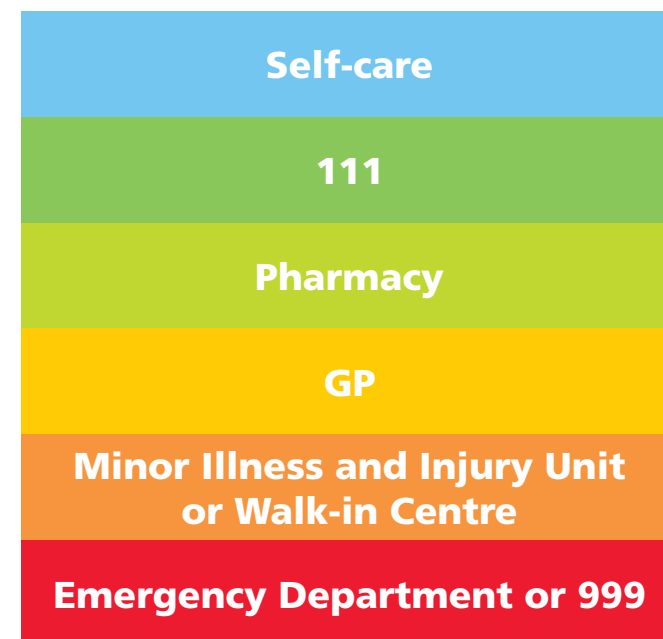 Self-care
111
Pharmacy
GP
Minor Illness and Injury Unit
or Walk-in Centre
Emergency Department or 999